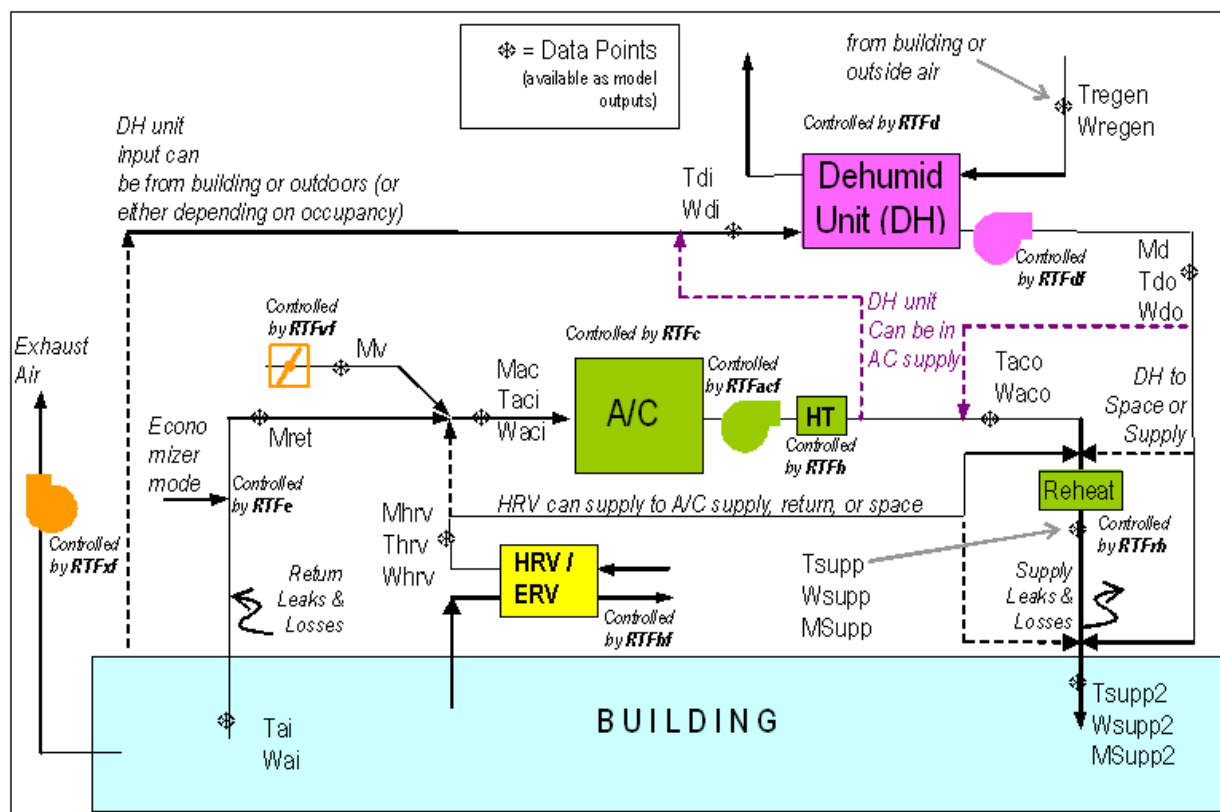 = Data Points
(available as model
outputs)
from building or
outside air
Tregen
Wregen
Controlled by RTFd
DH unit
input can
be from building or outdoors (or
either depending on occupancy)
Tdi
Wdi
Dehumid
Unit (DH)
Controlled
by RTFdf
Md
Tdo
Wdo
Controlled
by RTFvf
Mv
Exhaust
Air
Controlled by RTFc
DH unit
Can be in
AC supply
Mac
Taci
Waci
A/C
Controlled
by RTFacf
HT
Controlled
by RTFh
Taco
Waco
DH to
Space or
Supply
Mret
Econo
mizer
mode
Controlled
by RTFe
Controlled
by RTFxf
HRV can supply to A/C supply, return, or space
Reheat
Controlled
by RTFrh
Mhrv
Thrv
Whrv
HRV /
ERV
Controlled
by RTFhf
Return
Leaks &
Losses
Tsupp
Wsupp
MSupp
Supply
Leaks &
Losses
Tai
Wai
BUILDING
Tsupp2
Wsupp2
MSupp2